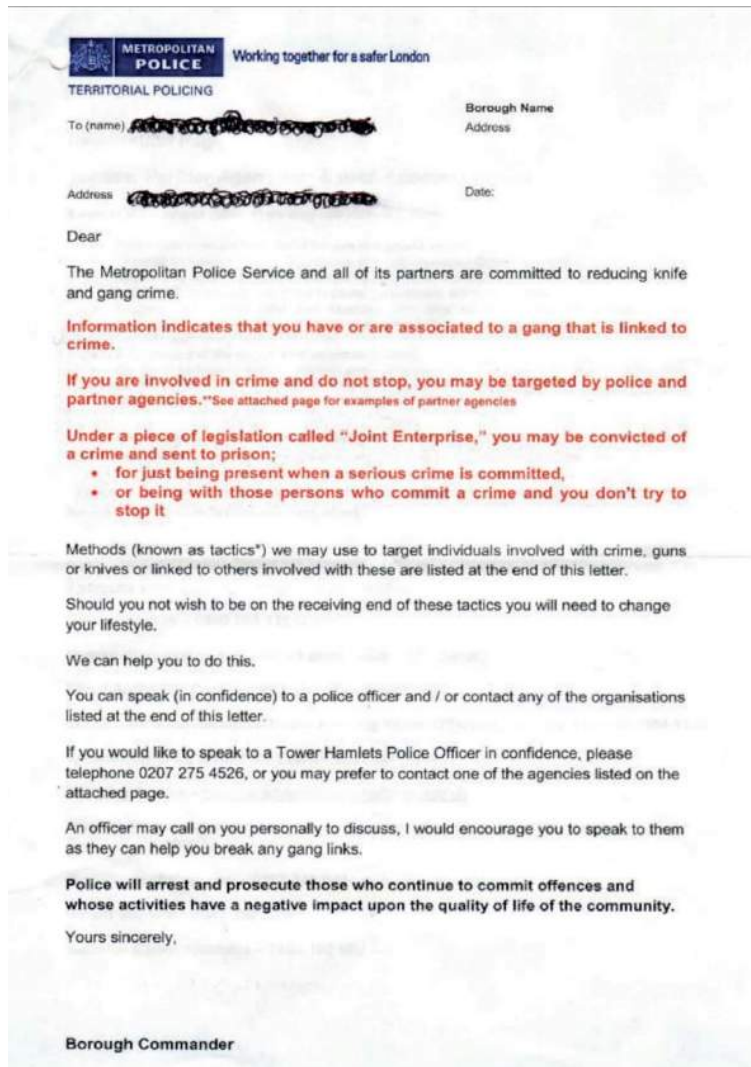 METROPOLITAN
POLICE
Working together for a safer London
TERRITORIAL POLICING
Borough Name
To (name)
Address
Address
Date:
Dear
The Metropolitan Police Service and all of its partners are committed to reducing knife
and gang crime.
Information indicates that you have or are associated to a gang that is linked to
crime.
If you are involved in crime and do not stop, you may be targeted by police and
partner agencies.**See attached page for examples of partner agencies
Under a piece of legislation called “Joint Enterprise,” you may be convicted of
a crime and sent to prison;
• for just being present when a serious crime is committed,
• or being with those persons who commit a crime and you don't try to
stop it
Methods (known as tactics*) we may use to target individuals involved with crime, guns
or knives or linked to others involved with these are listed at the end of this letter.
Should you not wish to be on the receiving end of these tactics you will need to change
your lifestyle.
We can help you to do this.
You can speak (in confidence) to a police officer and / or contact any of the organisations
listed at the end of this letter.
If you would like to speak to a Tower Hamlets Police Officer in confidence, please
telephone 0207 275 4526, or you may prefer to contact one of the agencies listed on the
attached page.
An officer may call on you personally to discuss, I would encourage you to speak to them
as they can help you break any gang links.
Police will arrest and prosecute those who continue to commit offences and
whose activities have a negative impact upon the quality of life of the community.
Yours sincerely,
Borough Commander